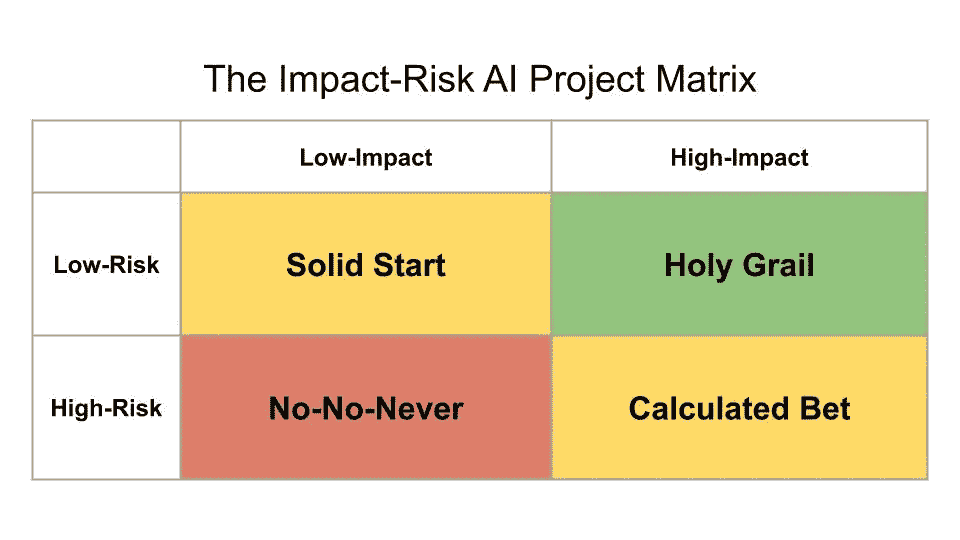 The Impact-Risk AI Project Matrix
Low-Impact High-Impact
Low-Risk Solid Start Holy Grail
High-Risk No-No-Never Calculated Bet